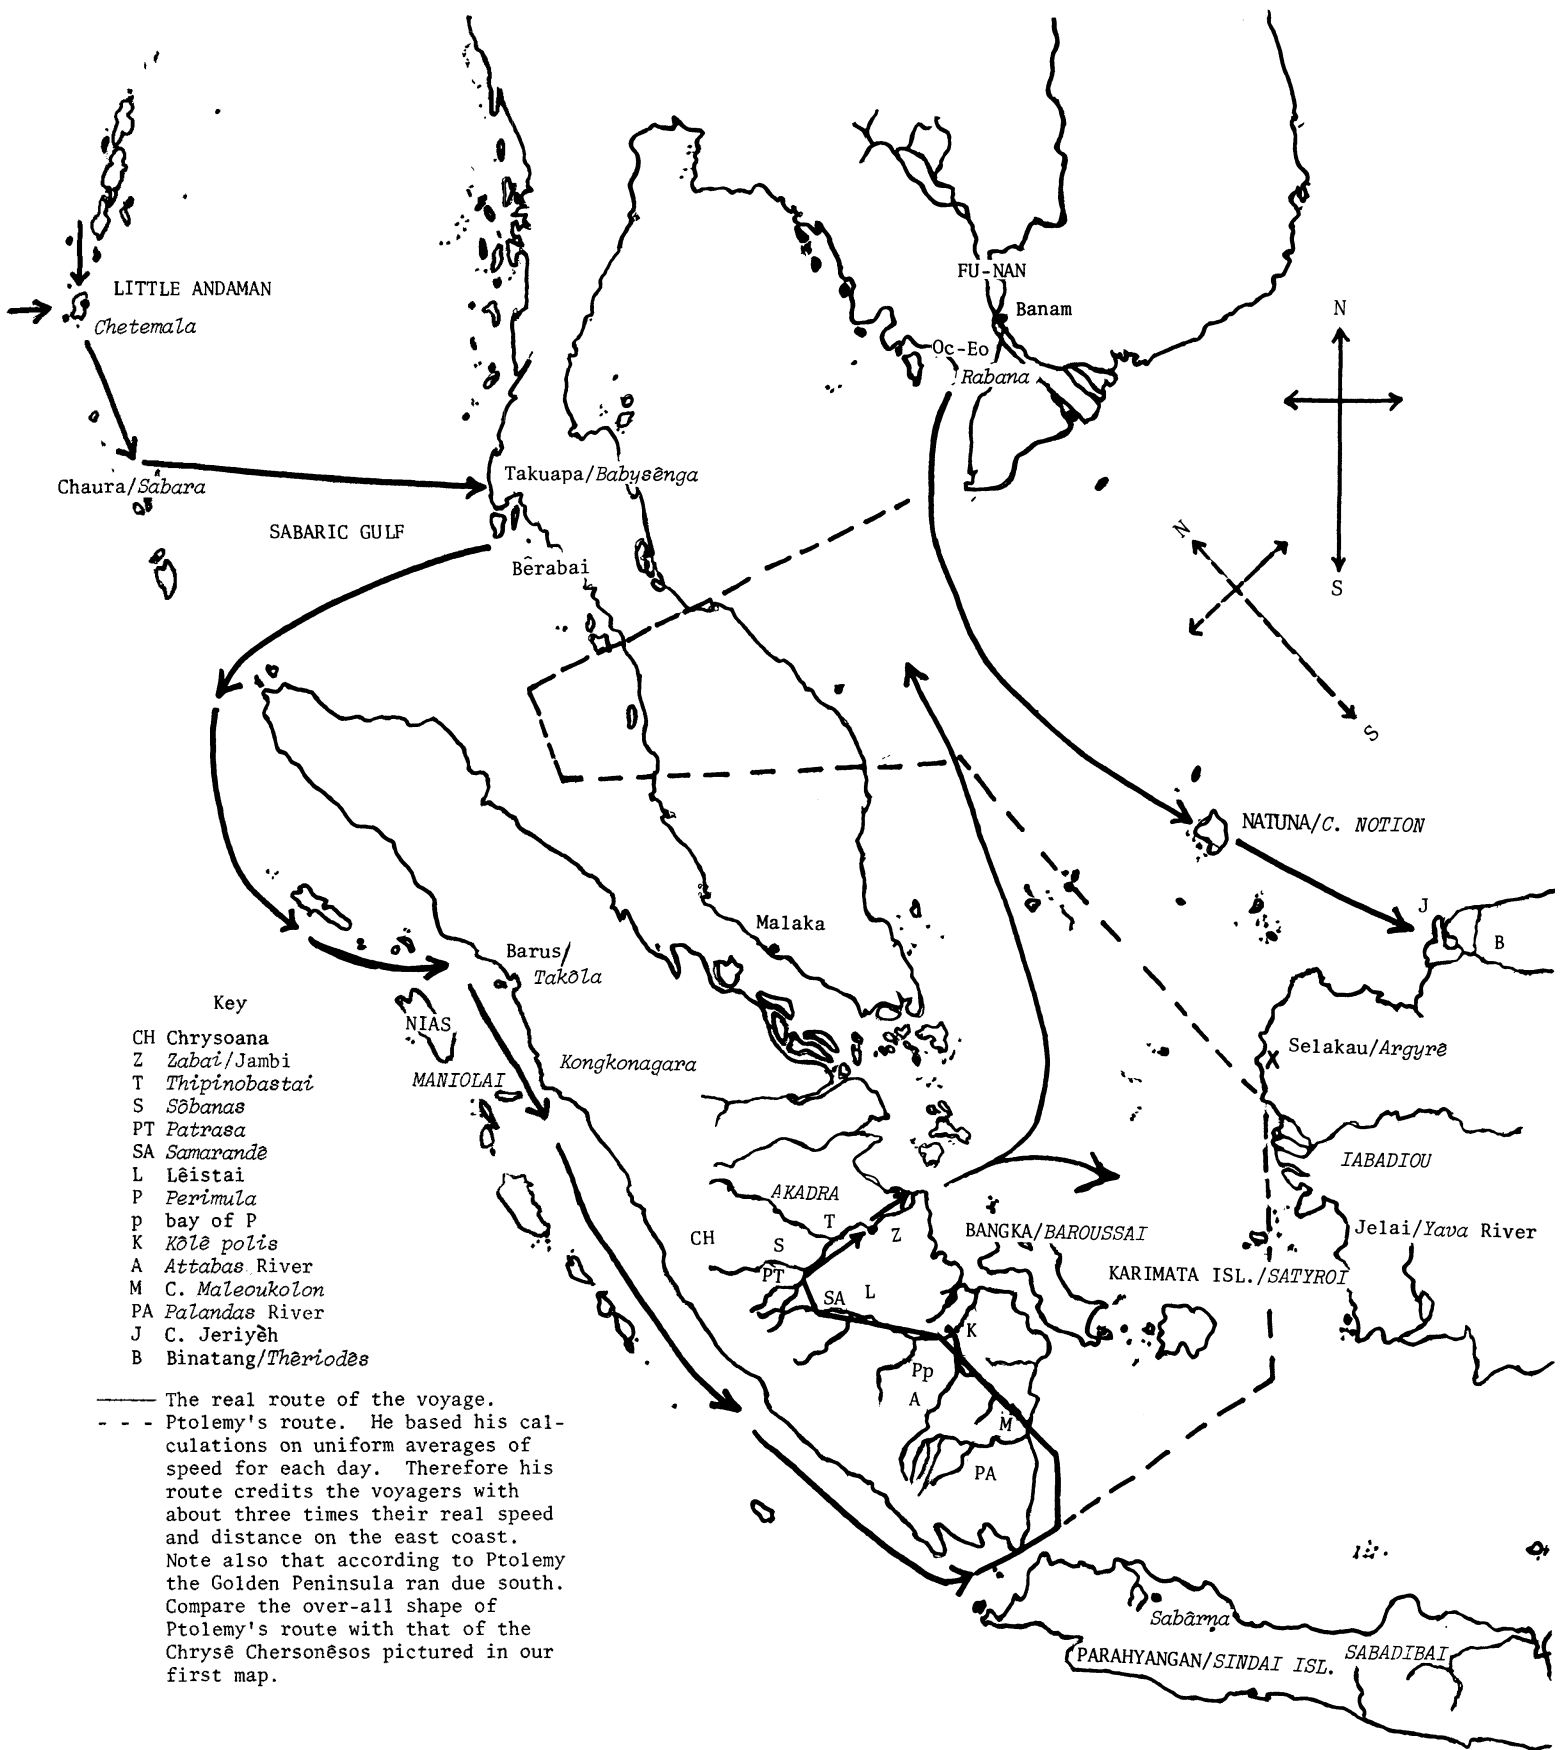 FU-NAN
LITTLE ANDAMAN
Chetemala
Banam
N
Oc-Eo
Rabana
Takuapa/Babysênga
Chaura/Sâbara
SABARIC GULF
N
Bêrabai
S
S
NATUNA/C. NOTION
J
B
Malaka
Barus/
Takôla
NIAS
MANIOLAI
Kongkonagara
Selakau/Argyrê
IABADIOU
AKADRA
T
Z
CH
S
PT
BANGKA/BAROUSSAI
Jelai/Yava River
KARIMATA ISL./SATYROI
SA
L
K
Pp
A
M
PA
Sabârṇa
PARAHYANGAN/SINDAI ISL.
SABADIBAI
Key
CH Chrysoana
Z Zabai/Jambi
T Thipinobastai
S Sôbanas
PT Patrasa
SA Samarandê
L Lêistai
P Perimula
p bay of P
K Kôlê polis
A Attabas River
M C. Maleoukolon
PA Palandas River
J C. Jeriyèh
B Binatang/Thêriodês
The real route of the voyage.
Ptolemy's route. He based his cal-
culations on uniform averages of
speed for each day. Therefore his
route credits the voyagers with
about three times their real speed
and distance on the east coast.
Note also that according to Ptolemy
the Golden Peninsula ran due south.
Compare the over-all shape of
Ptolemy's route with that of the
Chrysê Chersonêsos pictured in our
first map.